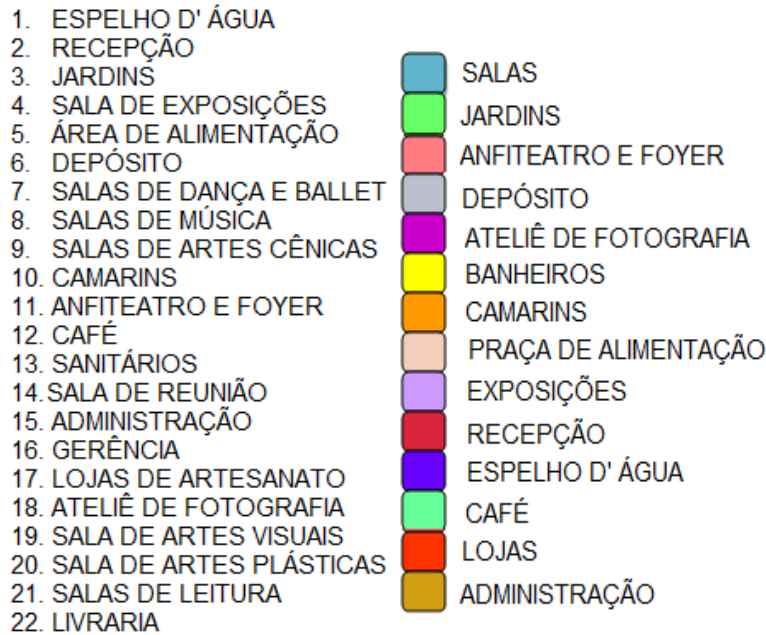 1. ESPELHO D' ÁGUA
2. RECEPÇÃO
3. JARDINS
4. SALA DE EXPOSIÇÕES
5. ÁREA DE ALIMENTAÇÃO
6. DEPÓSITO
7. SALAS DE DANÇA E BALLET
8. SALAS DE MÚSICA
9. SALAS DE ARTES CÊNICAS
10. CAMARINS
11. ANFITEATRO E FOYER
12. CAFÉ
13. SANITÁRIOS
14. SALA DE REUNIÃO
15. ADMINISTRAÇÃO
16. GERÊNCIA
17. LOJAS DE ARTESANATO
18. ATELIÊ DE FOTOGRAFIA
19. SALA DE ARTES VISUAIS
20. SALA DE ARTES PLÁSTICAS
21. SALAS DE LEITURA
22. LIVRARIA
SALAS
JARDINS
ANFITEATRO E FOYER
DEPÓSITO
ATELIÊ DE FOTOGRAFIA
BANHEIROS
CAMARINS
PRAÇA DE ALIMENTAÇÃO
EXPOSIÇÕES
RECEPÇÃO
ESPELHO D' ÁGUA
CAFÉ
LOJAS
ADMINISTRAÇÃO